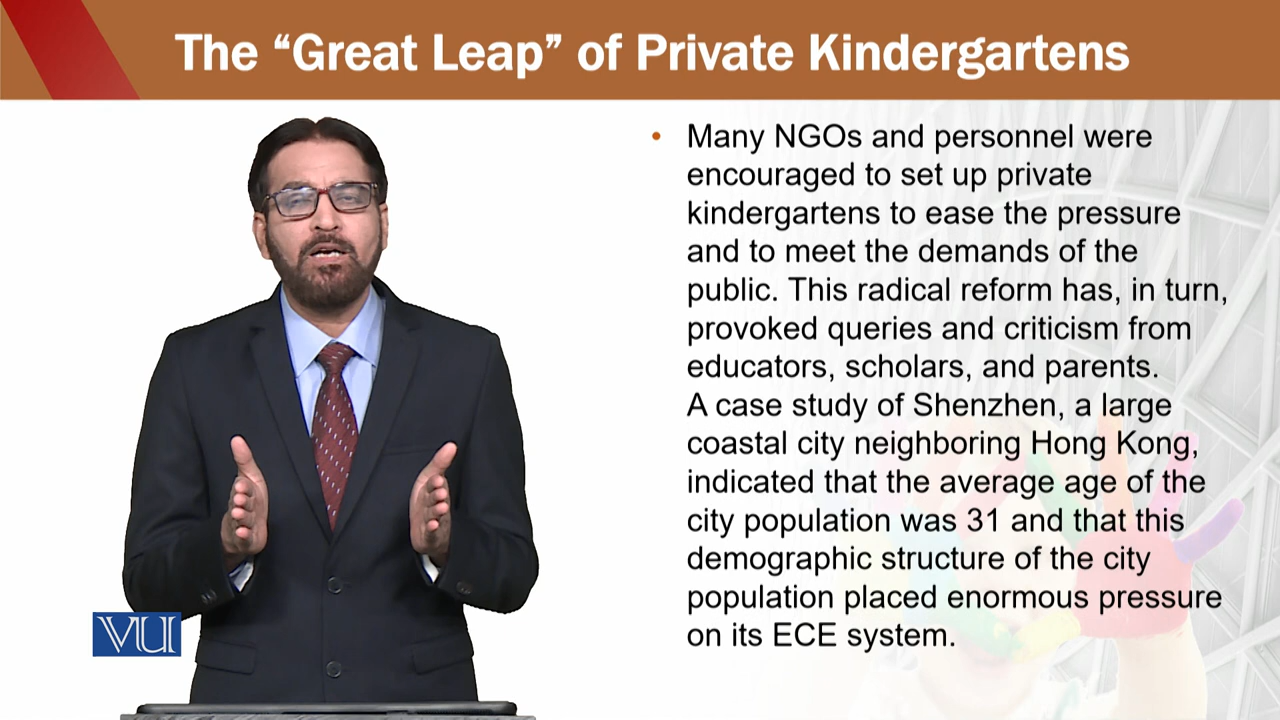 The “Great Leap” of Private Kindergartens
• Many NGOs and personnel were
encouraged to set up private
kindergartens to ease the pressure
and to meet the demands of the
public. This radical reform has, in turn,
provoked queries and criticism from
educators, scholars, and parents.
A case study of Shenzhen, a large
coastal city neighboring Hong Kong,
indicated that the average age of the
city population was 31 and that this
demographic structure of the city
population placed enormous pressure
on its ECE system.
VU